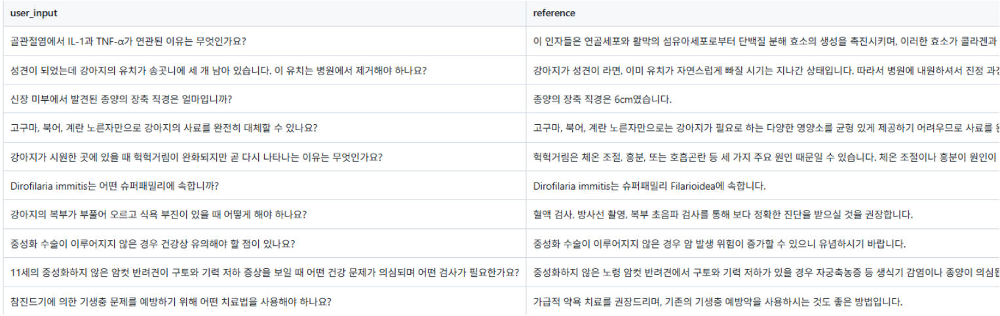 user_input reference
골관절염에서 IL-1과 TNF-α가 연관된 이유는 무엇인가요? 이 인자들은 연골세포와 활막의 섬유아세포로부터 단백질 분해 효소의 생성을 촉진시키며, 이러한 효소가 콜라겐과
성견이 되었는데 강아지의 유치가 송곳니에 세 개 남아 있습니다. 이 유치는 병원에서 제거해야 하나요? 강아지가 성견이 라면, 이미 유치가 자연스럽게 빠질 시기는 지나간 상태입니다. 따라서 병원에 내원하셔서 진정
신장 미부에서 발견된 종양의 장축 직경은 얼마입니까? 종양의 장축 직경은 6cm였습니다.
고구마, 북어, 계란 노른자만으로 강아지의 사료를 완전히 대체할 수 있나요? 고구마, 북어, 계란 노른자만으로는 강아지가 필요로 하는 다양한 영양소를 균형 있게 제공하기 어려우므로 사료를
강아지가 시원한 곳에 있을 때 헉헉거림이 완화되지만 곧 다시 나타나는 이유는 무엇인가요? 헉헉거림은 체온 조절, 흥분, 또는 호흡곤란 등 세 가지 주요 원인 때문일 수 있습니다. 체온 조절이나 흥분이 원인이
Dirofilaria immitis는 어떤 슈퍼패밀리에 속합니까? Dirofilaria immitis는 슈퍼패밀리 Filarioidea에 속합니다.
강아지의 복부가 부풀어 오르고 식욕 부진이 있을 때 어떻게 해야 하나요? 혈액 검사, 방사선 촬영, 복부 초음파 검사를 통해 보다 정확한 진단을 받으실 것을 권장합니다.
중성화 수술이 이루어지지 않은 경우 건강상 유의해야 할 점이 있나요? 중성화 수술이 이루어지지 않은 경우 암 발생 위험이 증가할 수 있으니 유념하시기 바랍니다.
11세의 중성화하지 않은 암컷 반려견이 구토와 기력 저하 증상을 보일 때 어떤 건강 문제가 의심되며 어떤 검사가 필요한가요? 중성화하지 않은 노령 암컷 반려견에서 구토와 기력 저하가 있을 경우 자궁축농증 등 생식기 감염이나 종양이
참진드기에 의한 기생충 문제를 예방하기 위해 어떤 치료법을 사용해야 하나요? 가급적 약욕 치료를 권장드리며, 기존의 기생충 예방약을 사용하시는 것도 좋은 방법입니다.